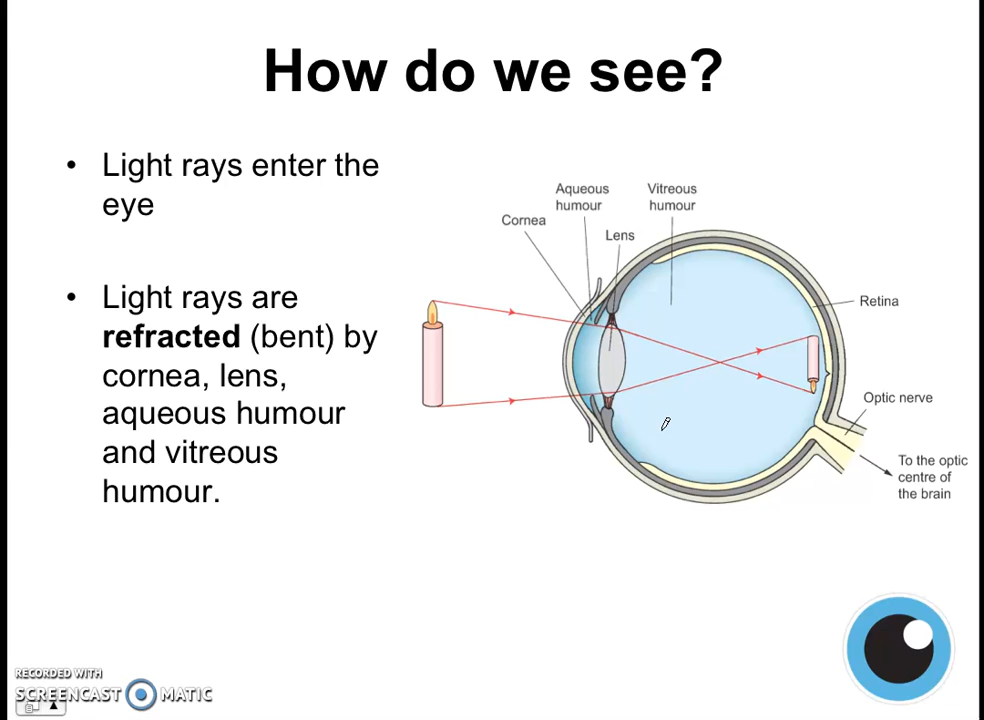 How do we see?
• Light rays enter the
eye
• Light rays are
refracted (bent) by
cornea, lens,
aqueous humour
and vitreous
humour.
Aqueous
humour
Vitreous
humour
Cornea
Lens
Retina
Optic nerve
To the optic
centre of
the brain
RECORDED WITH
SCREENCAST MATIC